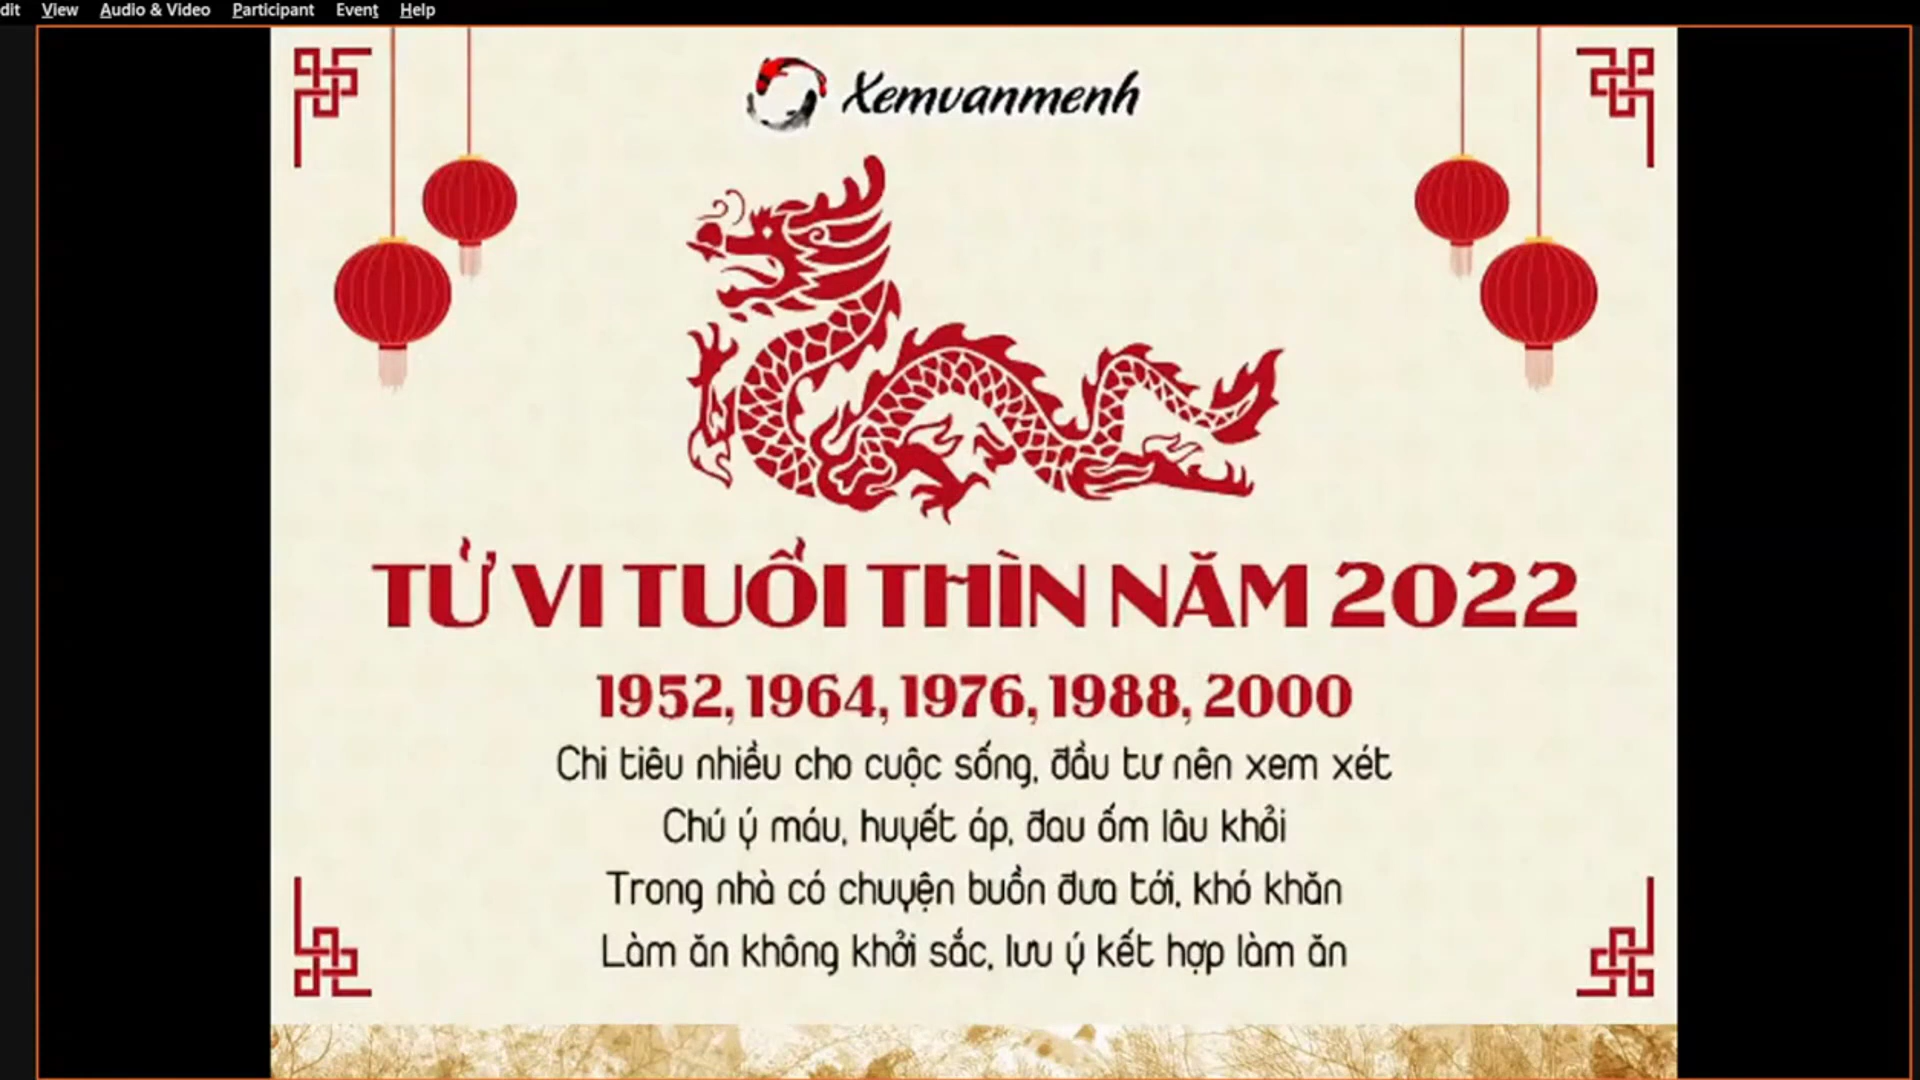 dit View Audio & Video Participant Event Help
Xemvanmenh
TỬ VI TUỔI THÌN NĂM 2022
1952, 1964, 1976, 1988, 2000
Chi tiêu nhiều cho cuộc sống, đầu tư nên xem xét
Chú ý máu, huyết áp, đau ốm lâu khỏi
Trong nhà có chuyện buồn đưa tới, khó khăn
Làm ăn không khởi sắc, lưu ý kết hợp làm ăn